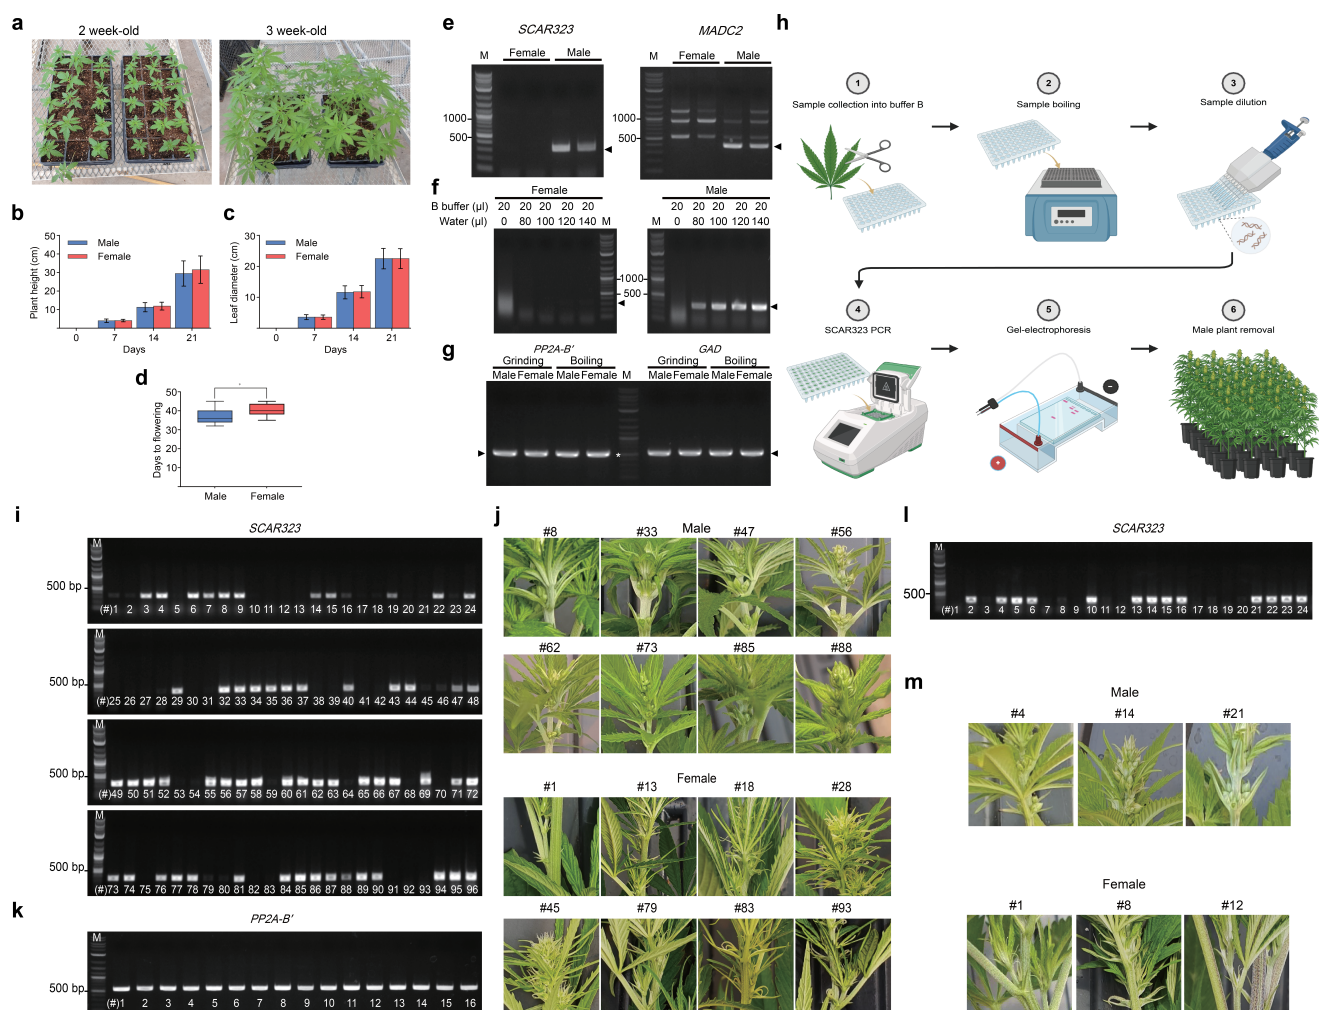 a
2 week-old
3 week-old
b
Plant height (cm)
50
40
30
20
10
Male
Female
0
7
14
21
Days
c
Leaf diameter (cm)
30
20
10
Male
Female
0
7
14
21
Days
d
Days to flowering
50
40
30
20
10
*
Male
Female
e
SCAR323
MADC2
M
Female
Male
M
Female
Male
1000
500
1000
500
f
Female
Male
B buffer (µl) 20 20 20 20 20
20 20 20 20 20
Water (µl) 0 80 100 120 140 M
M 0 80 100 120 140
1000
500
g
PP2A-B'
GAD
Grinding
Boiling
Grinding
Boiling
Male Female
Male Female
M
Male Female
Male Female
*
h
1
Sample collection into buffer B
2
Sample boiling
3
Sample dilution
4
SCAR323 PCR
5
Gel-electrophoresis
6
Male plant removal
i
SCAR323
M
500 bp
(#)1 2 3 4 5 6 7 8 9 10 11 12 13 14 15 16 17 18 19 20 21 22 23 24
M
500 bp
(#)25 26 27 28 29 30 31 32 33 34 35 36 37 38 39 40 41 42 43 44 45 46 47 48
M
500 bp
(#)49 50 51 52 53 54 55 56 57 58 59 60 61 62 63 64 65 66 67 68 69 70 71 72
M
500 bp
(#)73 74 75 76 77 78 79 80 81 82 83 84 85 86 87 88 89 90 91 92 93 94 95 96
j
Male
#8
#33
#47
#56
#62
#73
#85
#88
Female
#1
#13
#18
#28
#45
#79
#83
#93
k
PP2A-B'
M
500 bp
(#)1 2 3 4 5 6 7 8 9 10 11 12 13 14 15 16
l
SCAR323
M
500
(#)1 2 3 4 5 6 7 8 9 10 11 12 13 14 15 16 17 18 19 20 21 22 23 24
m
Male
#4
#14
#21
Female
#1
#8
#12